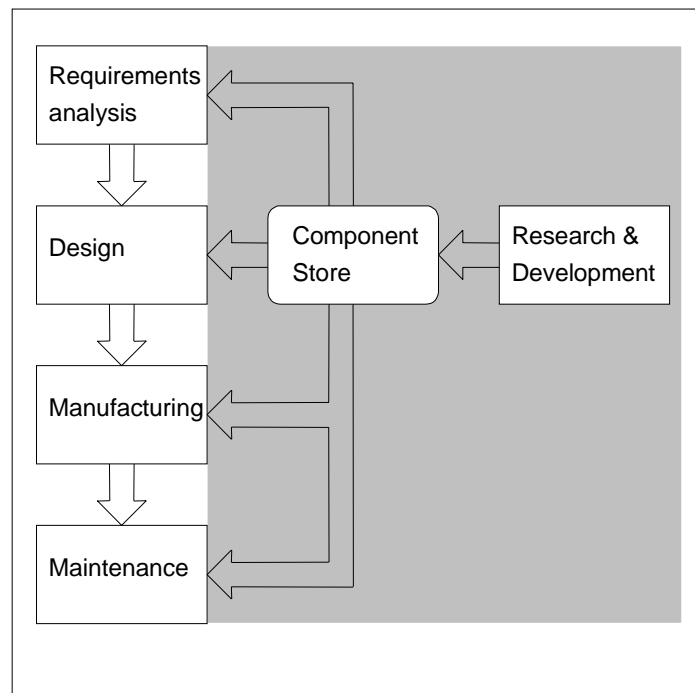 Requirements
analysis
Design
Component
Store
Research &
Development
Manufacturing
Maintenance